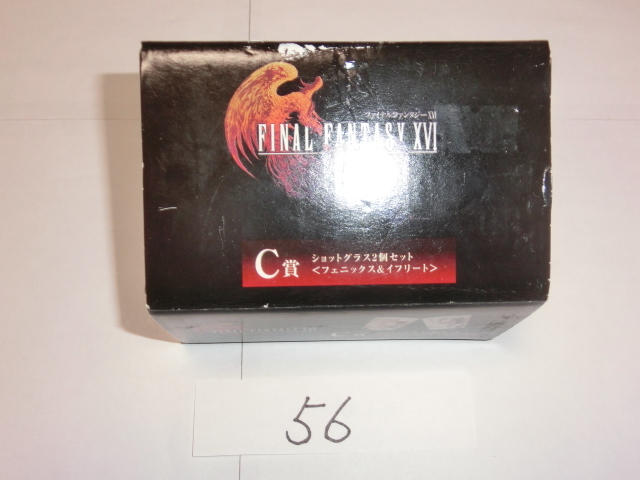 ファイナルファンタジーXVI
FINAL FANTASY XVI
C賞
ショットグラス2個セット
<フェニックス&イフリート>
56